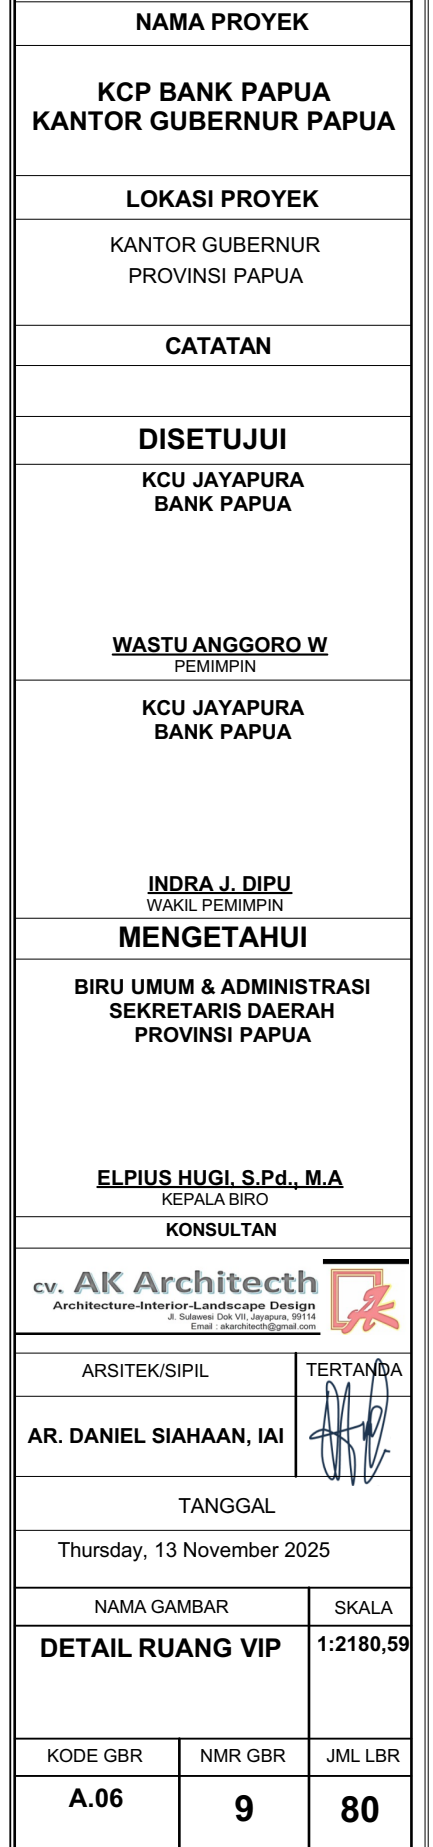 NAMA PROYEK
KCP BANK PAPUA
KANTOR GUBERNUR PAPUA
LOKASI PROYEK
KANTOR GUBERNUR
PROVINSI PAPUA
CATATAN
DISETUJUI
KCU JAYAPURA
BANK PAPUA
WASTU ANGGORO W
PEMIMPIN
KCU JAYAPURA
BANK PAPUA
INDRA J. DIPU
WAKIL PEMIMPIN
MENGETAHUI
BIRU UMUM & ADMINISTRASI
SEKRETARIS DAERAH
PROVINSI PAPUA
ELPIUS HUGI, S.Pd., M.A
KEPALA BIRO
KONSULTAN
CV. AK Architecth
Architecture-Interior-Landscape Design
Jl. Sulawesi Dok VII, Jayapura, 99114
Email : akarchitecth@gmail.com
ARSITEK/SIPIL TERTANDA
AR. DANIEL SIAHAAN, IAI
TANGGAL
Thursday, 13 November 2025
NAMA GAMBAR SKALA
DETAIL RUANG VIP 1:2180,59
KODE GBR NMR GBR JML LBR
A.06 9 80